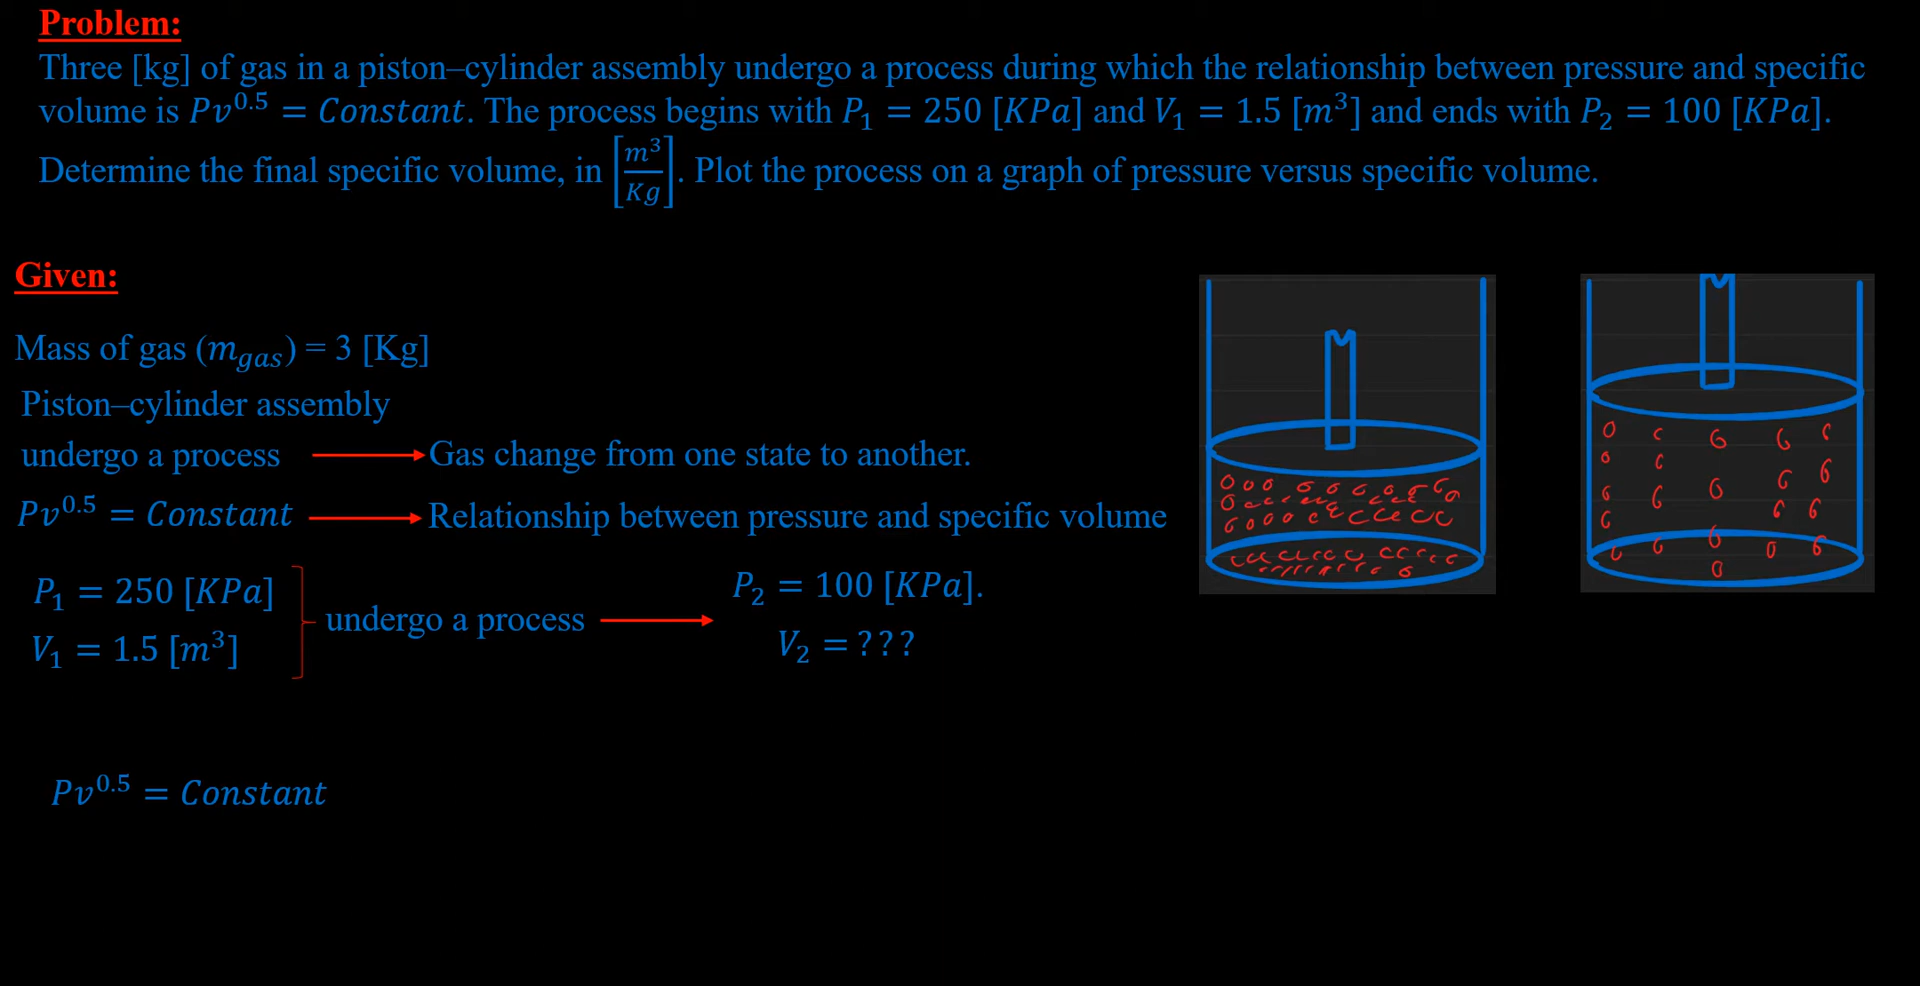 Problem:
Three [kg] of gas in a piston–cylinder assembly undergo a process during which the relationship between pressure and specific
volume is Pv^0.5 = Constant. The process begins with P₁ = 250 [KPa] and V₁ = 1.5 [m³] and ends with P₂ = 100 [KPa].
Determine the final specific volume, in [m³/Kg]. Plot the process on a graph of pressure versus specific volume.
Given:
Mass of gas (m_gas) = 3 [Kg]
Piston–cylinder assembly
undergo a process → Gas change from one state to another.
Pv^0.5 = Constant → Relationship between pressure and specific volume
P₁ = 250 [KPa]
V₁ = 1.5 [m³]
undergo a process →
P₂ = 100 [KPa].
V₂ = ???
Pv^0.5 = Constant